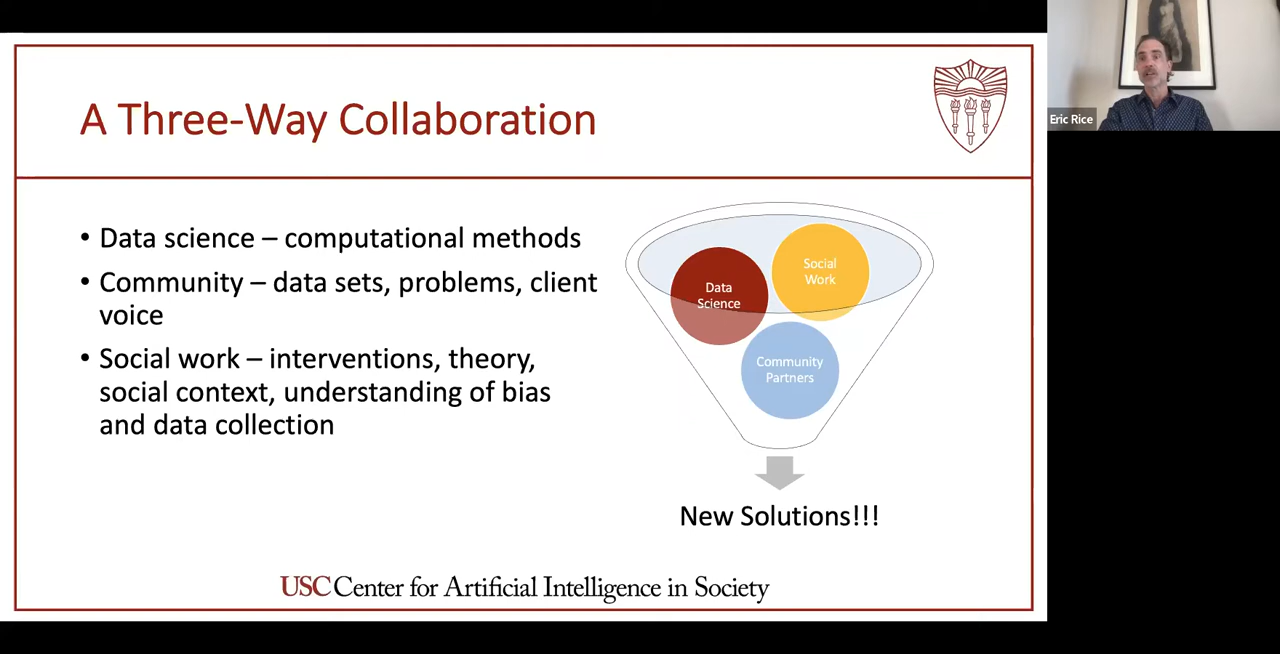 A Three-Way Collaboration
Eric Rice
• Data science – computational methods
• Community – data sets, problems, client
voice
• Social work – interventions, theory,
social context, understanding of bias
and data collection
Social
Work
Data
Science
Community
Partners
New Solutions!!!
USC Center for Artificial Intelligence in Society